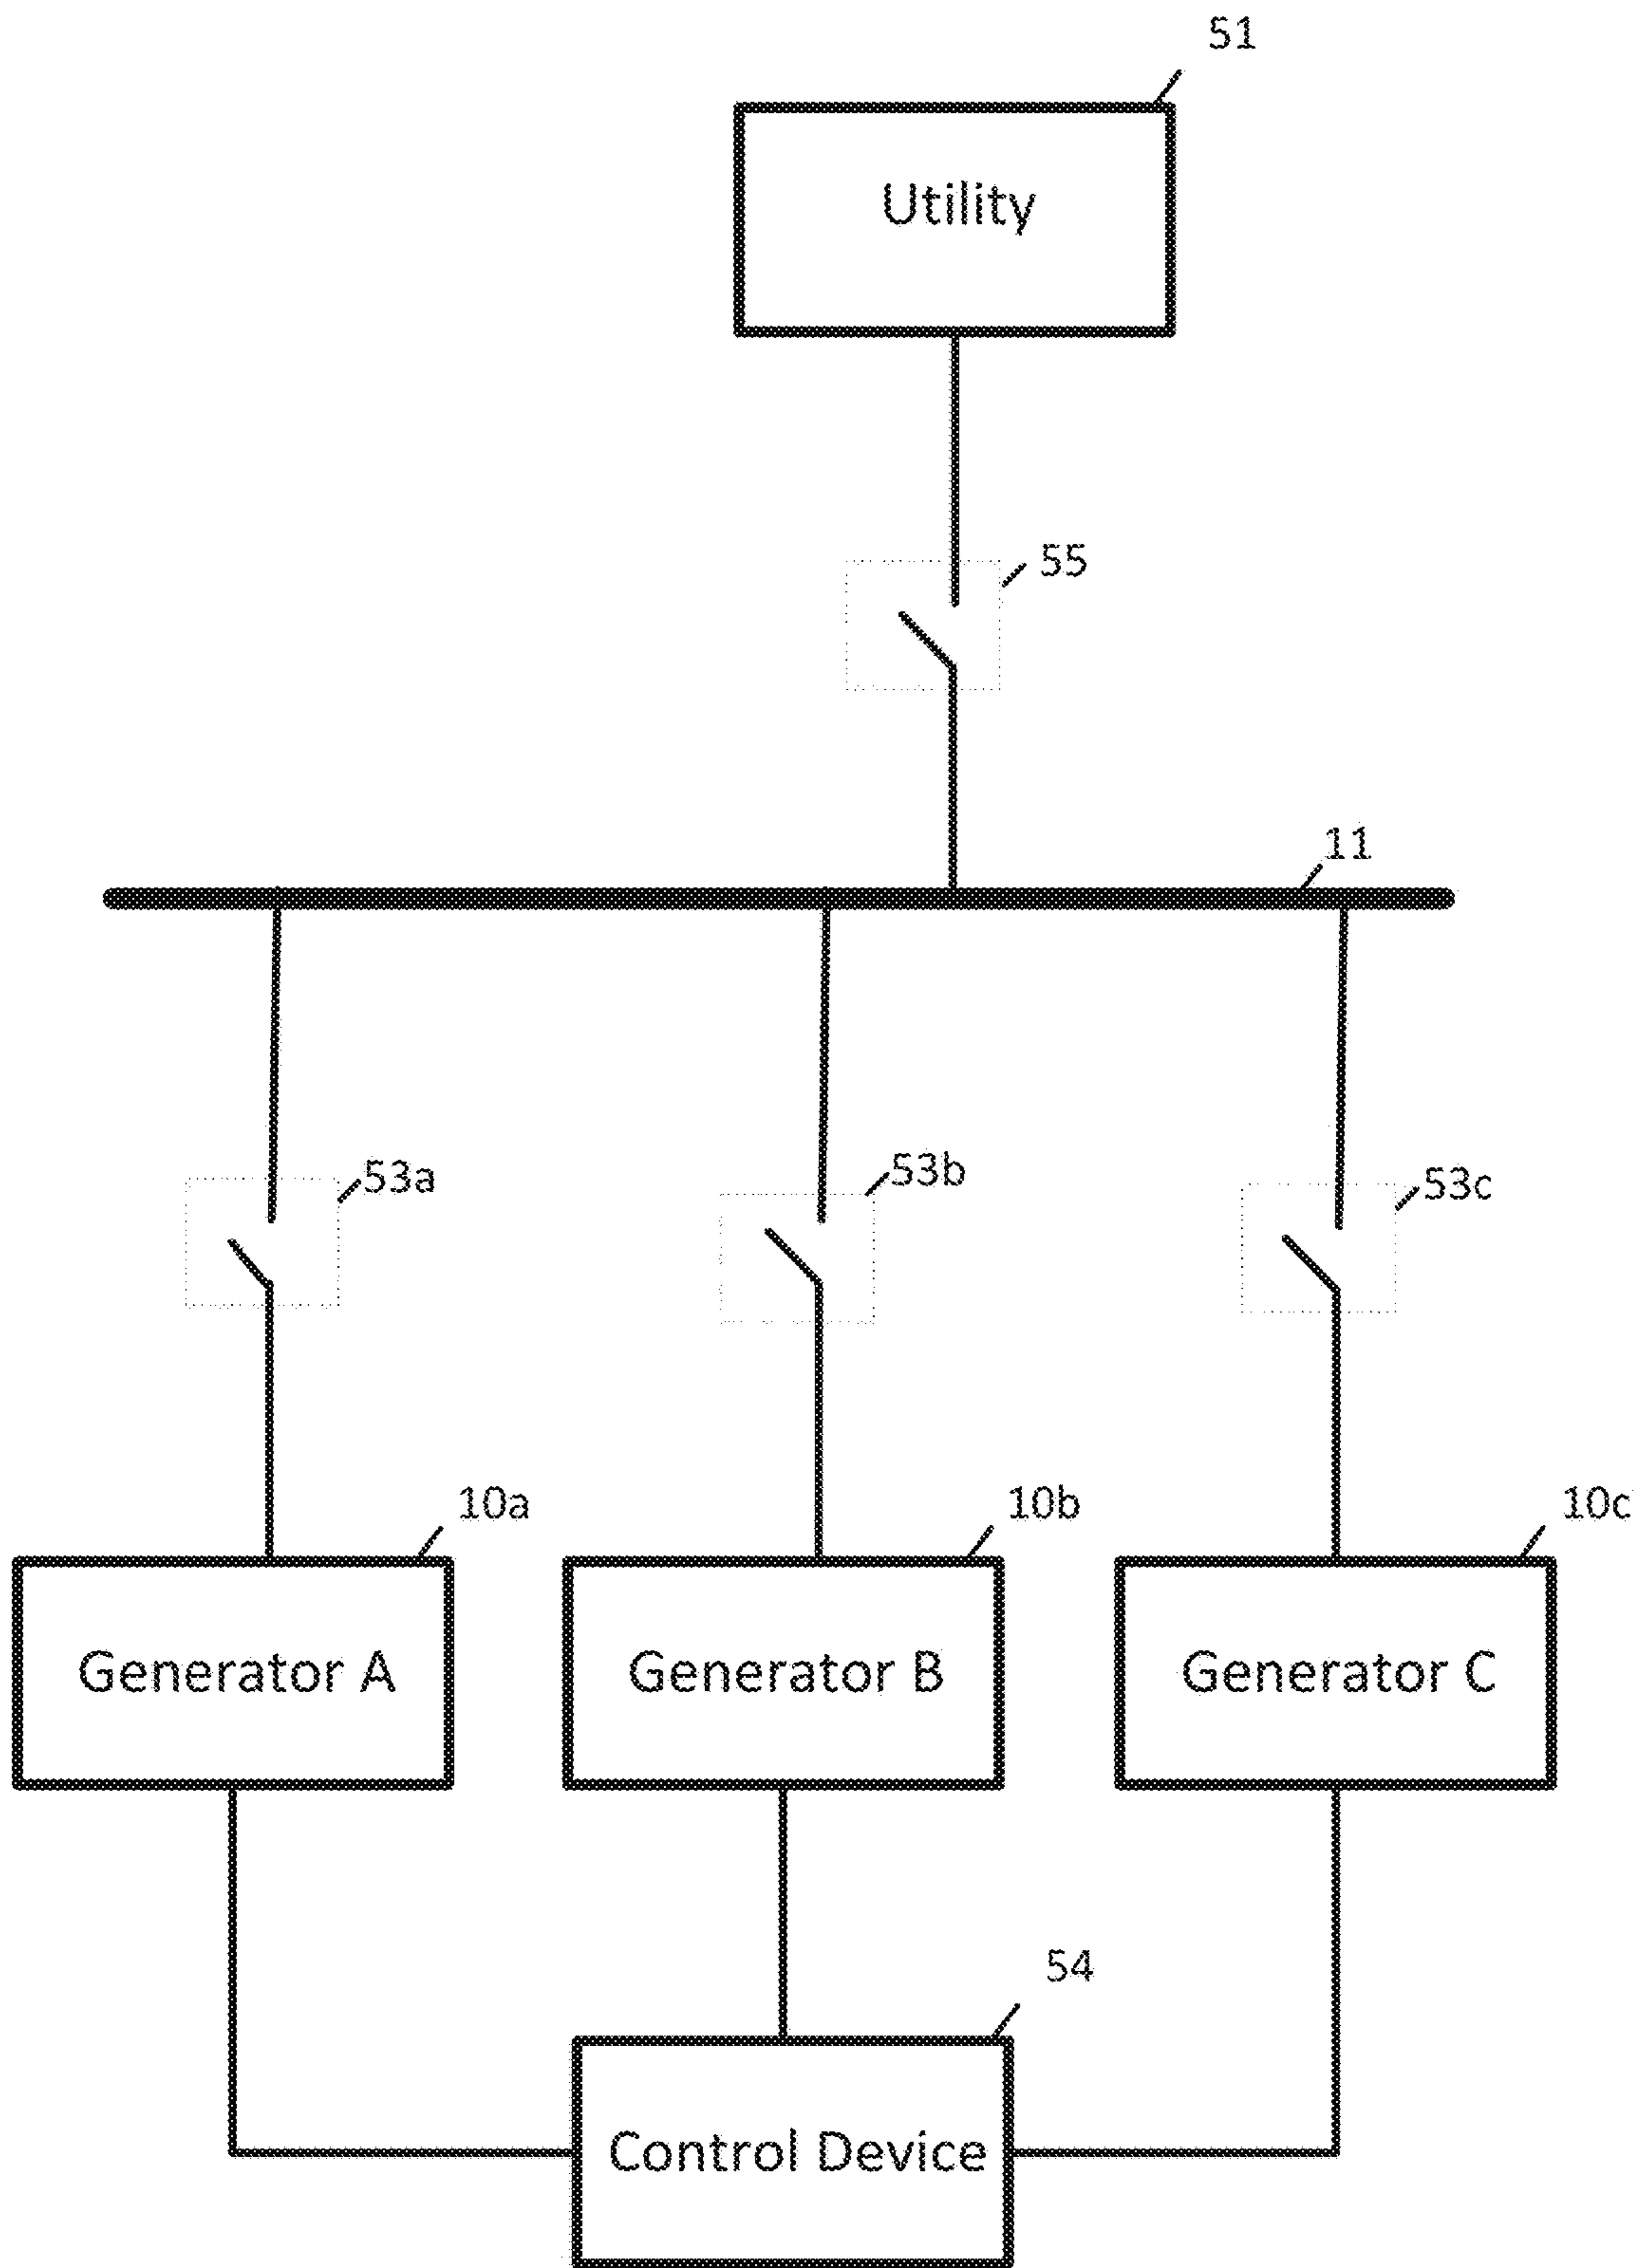 51
Utility
55
11
53a
53b
53c
10a
10b
10c
Generator A
Generator B
Generator C
54
Control Device